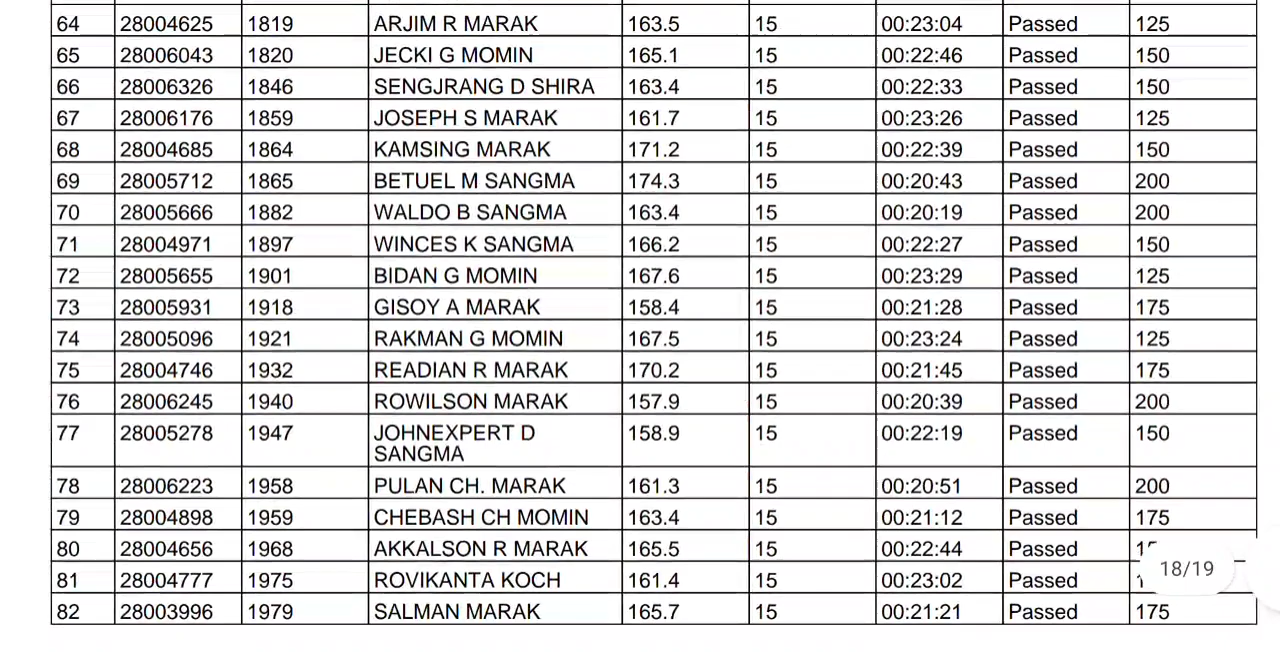 64 28004625 1819 ARJIM R MARAK 163.5 15 00:23:04 Passed 125
65 28006043 1820 JECKI G MOMIN 165.1 15 00:22:46 Passed 150
66 28006326 1846 SENGJRANG D SHIRA 163.4 15 00:22:33 Passed 150
67 28006176 1859 JOSEPH S MARAK 161.7 15 00:23:26 Passed 125
68 28004685 1864 KAMSING MARAK 171.2 15 00:22:39 Passed 150
69 28005712 1865 BETUEL M SANGMA 174.3 15 00:20:43 Passed 200
70 28005666 1882 WALDO B SANGMA 163.4 15 00:20:19 Passed 200
71 28004971 1897 WINCES K SANGMA 166.2 15 00:22:27 Passed 150
72 28005655 1901 BIDAN G MOMIN 167.6 15 00:23:29 Passed 125
73 28005931 1918 GISOY A MARAK 158.4 15 00:21:28 Passed 175
74 28005096 1921 RAKMAN G MOMIN 167.5 15 00:23:24 Passed 125
75 28004746 1932 READIAN R MARAK 170.2 15 00:21:45 Passed 175
76 28006245 1940 ROWILSON MARAK 157.9 15 00:20:39 Passed 200
77 28005278 1947 JOHNEXPERT D 158.9 15 00:22:19 Passed 150
SANGMA
78 28006223 1958 PULAN CH. MARAK 161.3 15 00:20:51 Passed 200
79 28004898 1959 CHEBASH CH MOMIN 163.4 15 00:21:12 Passed 175
80 28004656 1968 AKKALSON R MARAK 165.5 15 00:22:44 Passed
81 28004777 1975 ROVIKANTA KOCH 161.4 15 00:23:02 Passed
18/19
82 28003996 1979 SALMAN MARAK 165.7 15 00:21:21 Passed 175